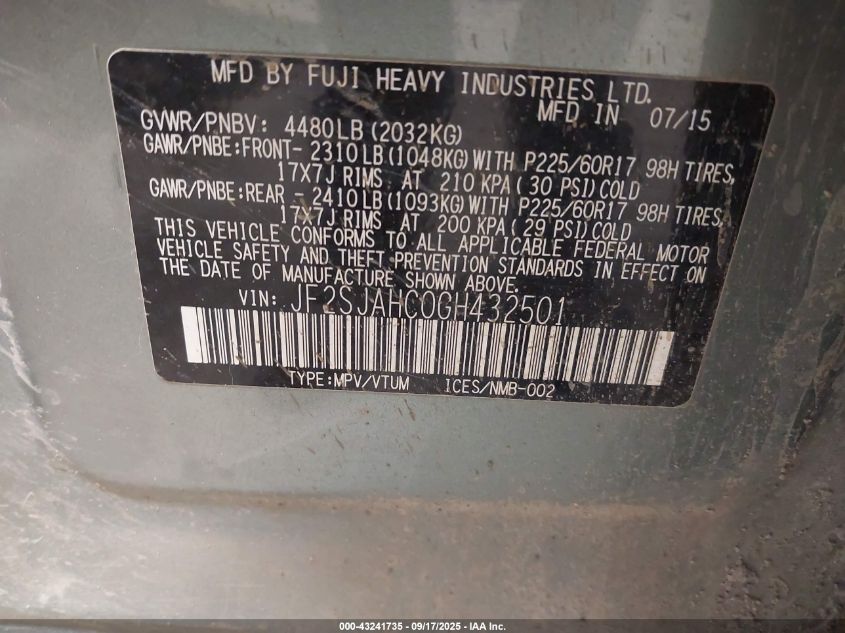 MFD BY FUJI HEAVY INDUSTRIES LTD.
MFD IN 07/15
GVWR/PNBV: 4480LB(2032KG)
GAWR/PNBE:FRONT- 2310LB(1048KG)WITH P225/60R17 98H TIRES,
17X7J RIMS AT 210 KPA(30 PSI)COLD
GAWR/PNBE:REAR - 2410LB(1093KG)WITH P225/60R17 98H TIRES,
17X7J RIMS AT 200 KPA(29 PSI)COLD
THIS VEHICLE CONFORMS TO ALL APPLICABLE FEDERAL MOTOR
VEHICLE SAFETY AND THEFT PREVENTION STANDARDS IN EFFECT ON
THE DATE OF MANUFACTURE SHOWN ABOVE.
VIN: JF2SJAHC0GH432501
TYPE:MPV/VTUM ICES/NMB-002
000-43241735 - 09/17/2025 - IAA Inc.